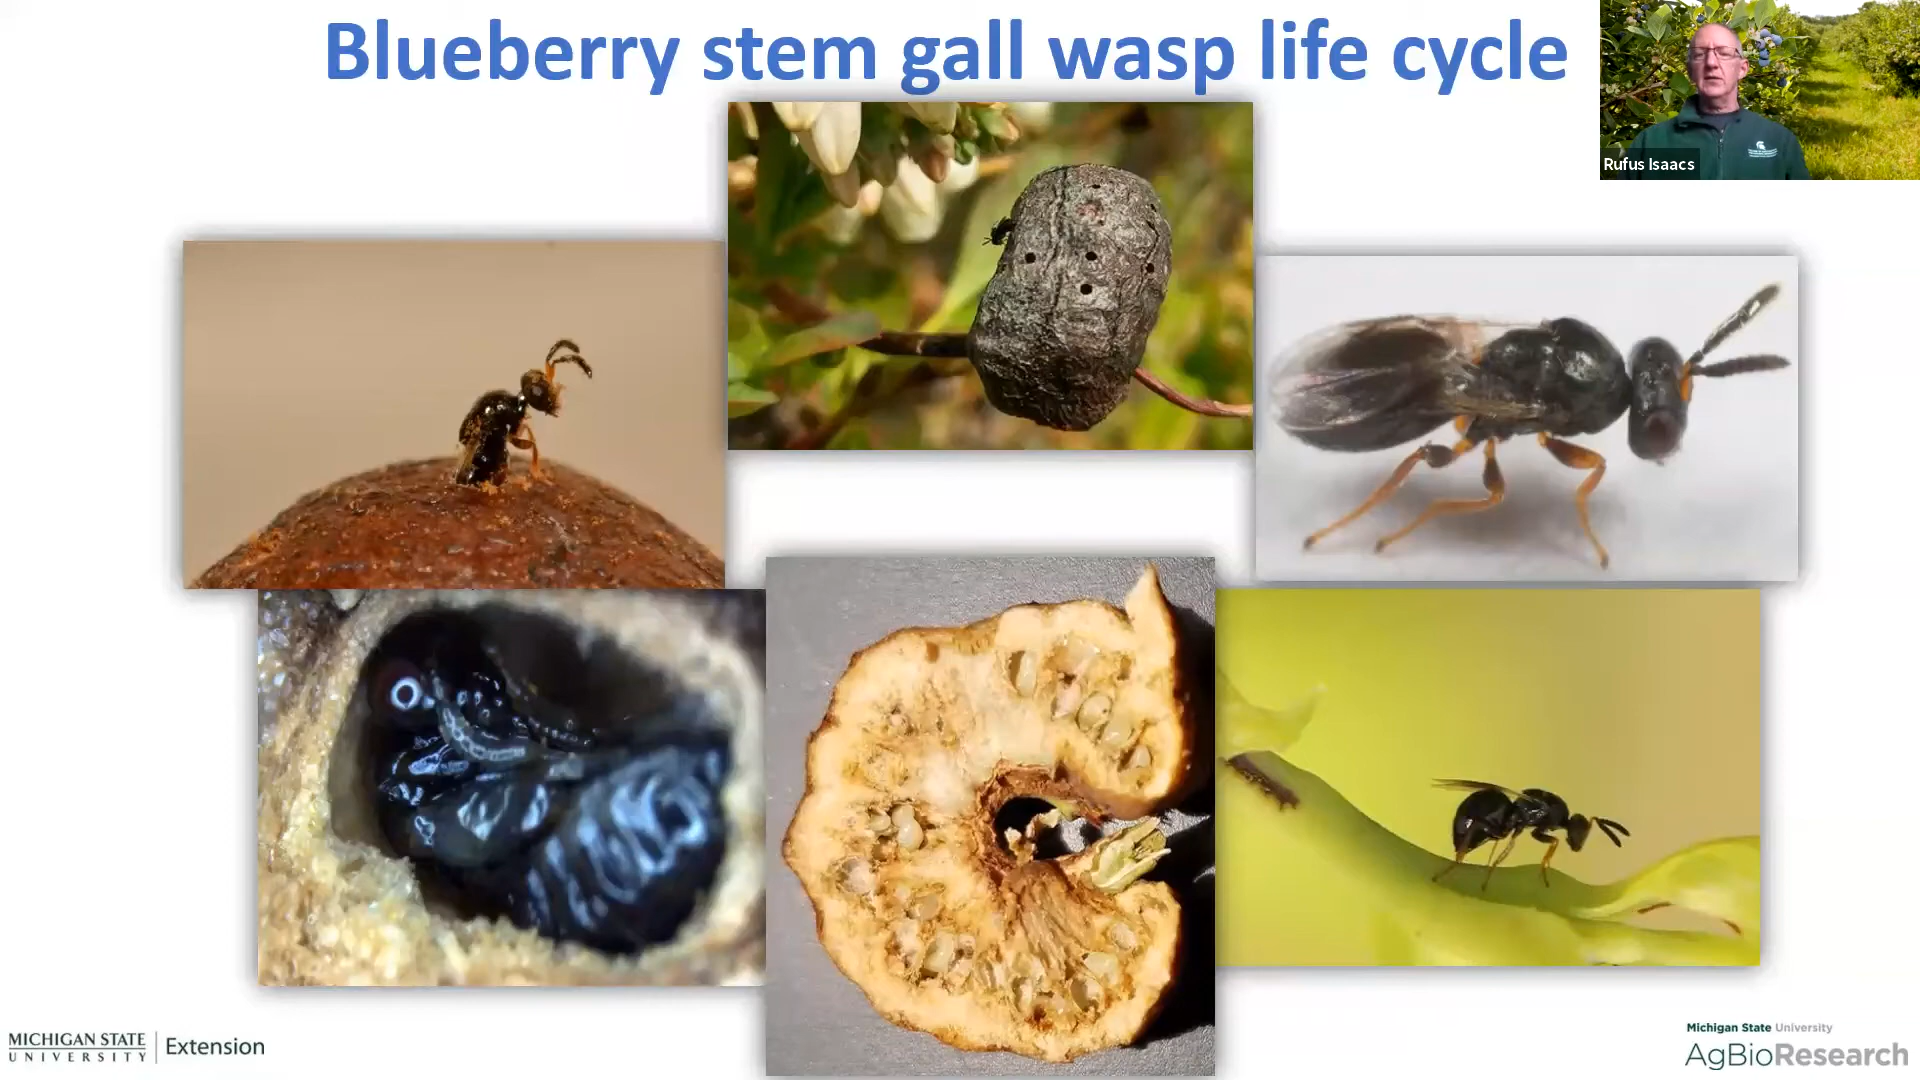 Blueberry stem gall wasp life cycle
Rufus Isaacs
MICHIGAN STATE
UNIVERSITY
Extension
Michigan State University
AgBioResearch